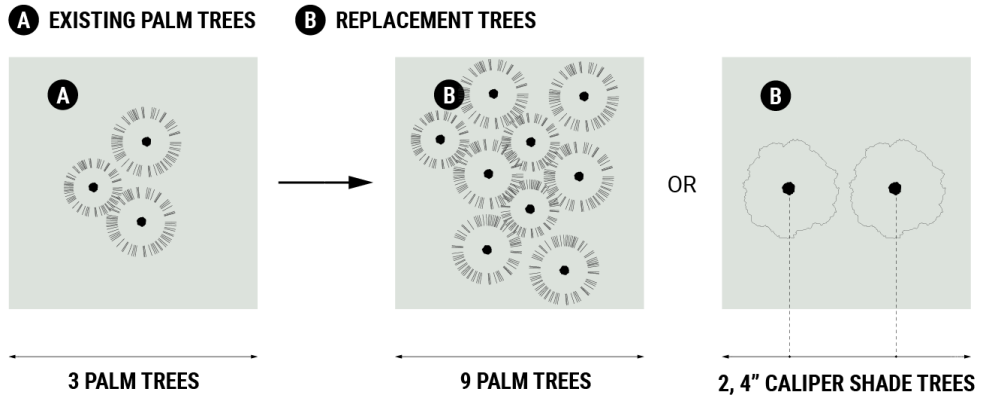 A EXISTING PALM TREES
B REPLACEMENT TREES
A
B
OR
B
3 PALM TREES
9 PALM TREES
2, 4” CALIPER SHADE TREES